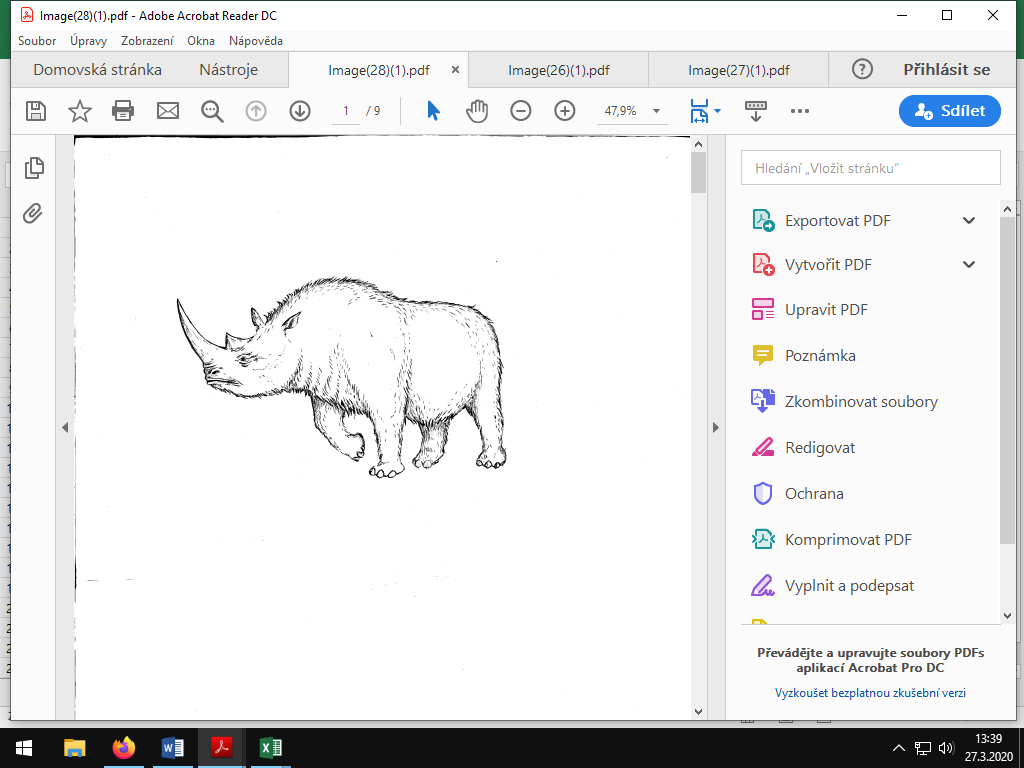 Image(28)(1).pdf - Adobe Acrobat Reader DC
Soubor Úpravy Zobrazení Okna Nápověda
Domovská stránka Nástroje Image(28)(1).pdf × Image(26)(1).pdf Image(27)(1).pdf ? Přihlásit se
1 / 9 47,9% Sdílet
Hledání „Vložit stránku“
Exportovat PDF
Vytvořit PDF
Upravit PDF
Poznámka
Zkombinovat soubory
Redigovat
Ochrana
Komprimovat PDF
Vyplnit a podepsat
Převádějte a upravujte soubory PDFs
aplikací Acrobat Pro DC
Vyzkoušet bezplatnou zkušební verzi
13:39
27.3.2020